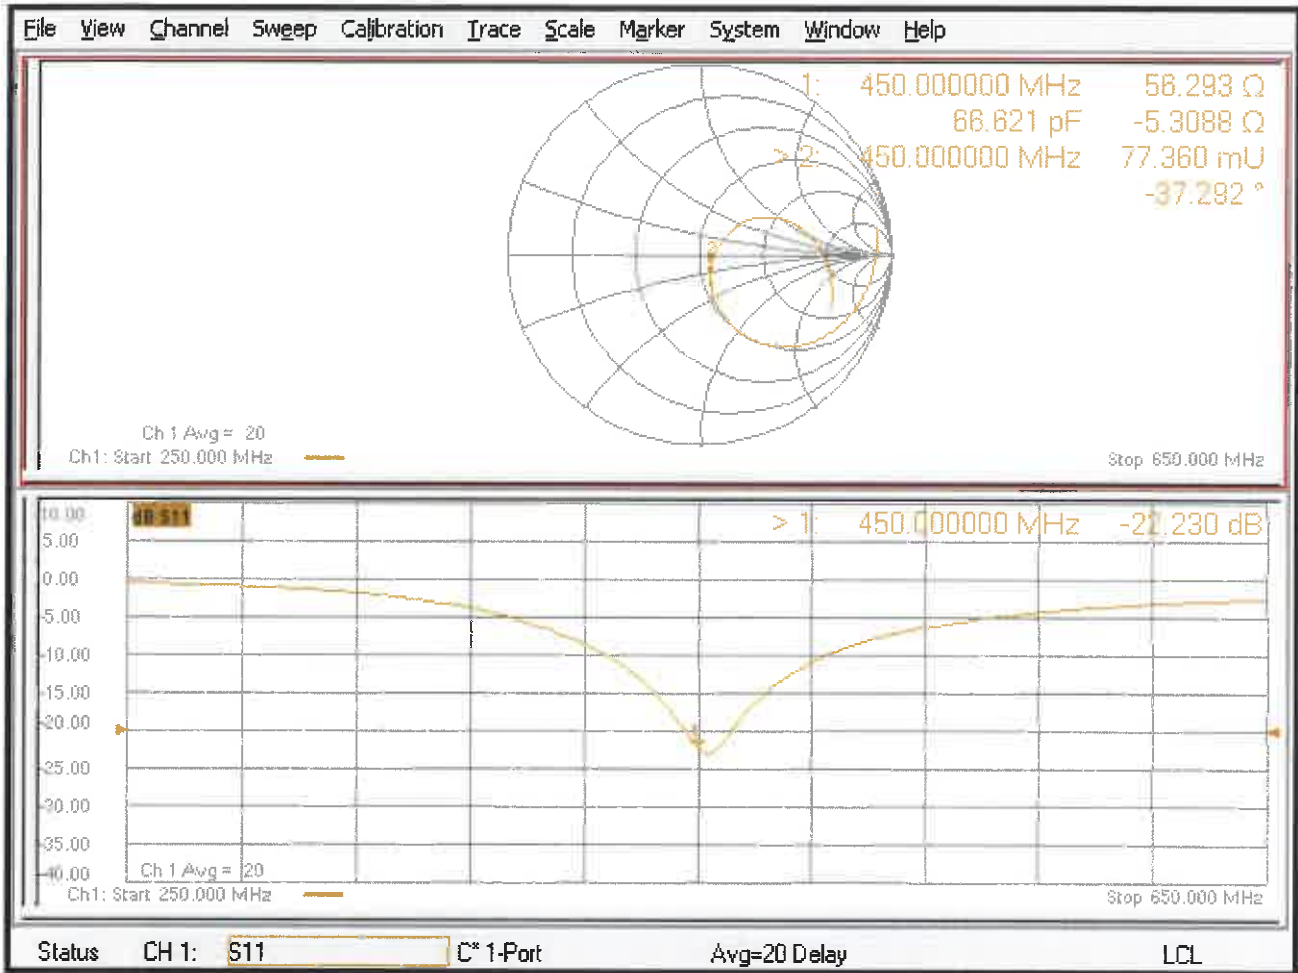 File View Channel Sweep Calibration Trace Scale Marker System Window Help
1: 450.000000 MHz 56.293 Ω
66.621 pF -5.3088 Ω
> 2: 450.000000 MHz 77.360 mU
-37.292 °
Ch 1 Avg = 20
Ch1: Start 250.000 MHz
Stop 650.000 MHz
10.00
dB S11
> 1: 450.000000 MHz -22.230 dB
5.00
0.00
-5.00
-10.00
-15.00
-20.00
-25.00
-30.00
-35.00
-40.00
Ch 1 Avg = 20
Ch1: Start 250.000 MHz
Stop 650.000 MHz
Status CH 1: S11 C* 1-Port Avg=20 Delay LCL